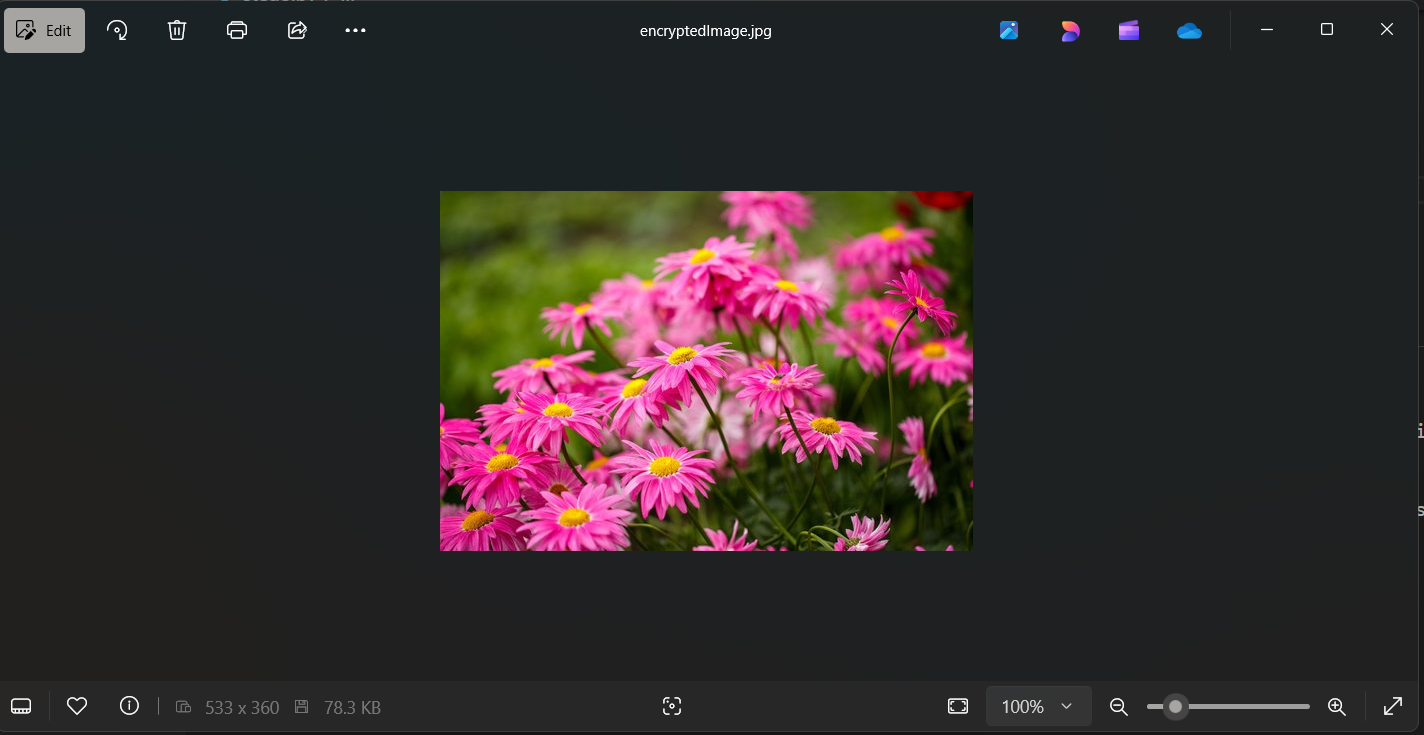 Edit
encryptedImage.jpg
533 x 360
78.3 KB
100%